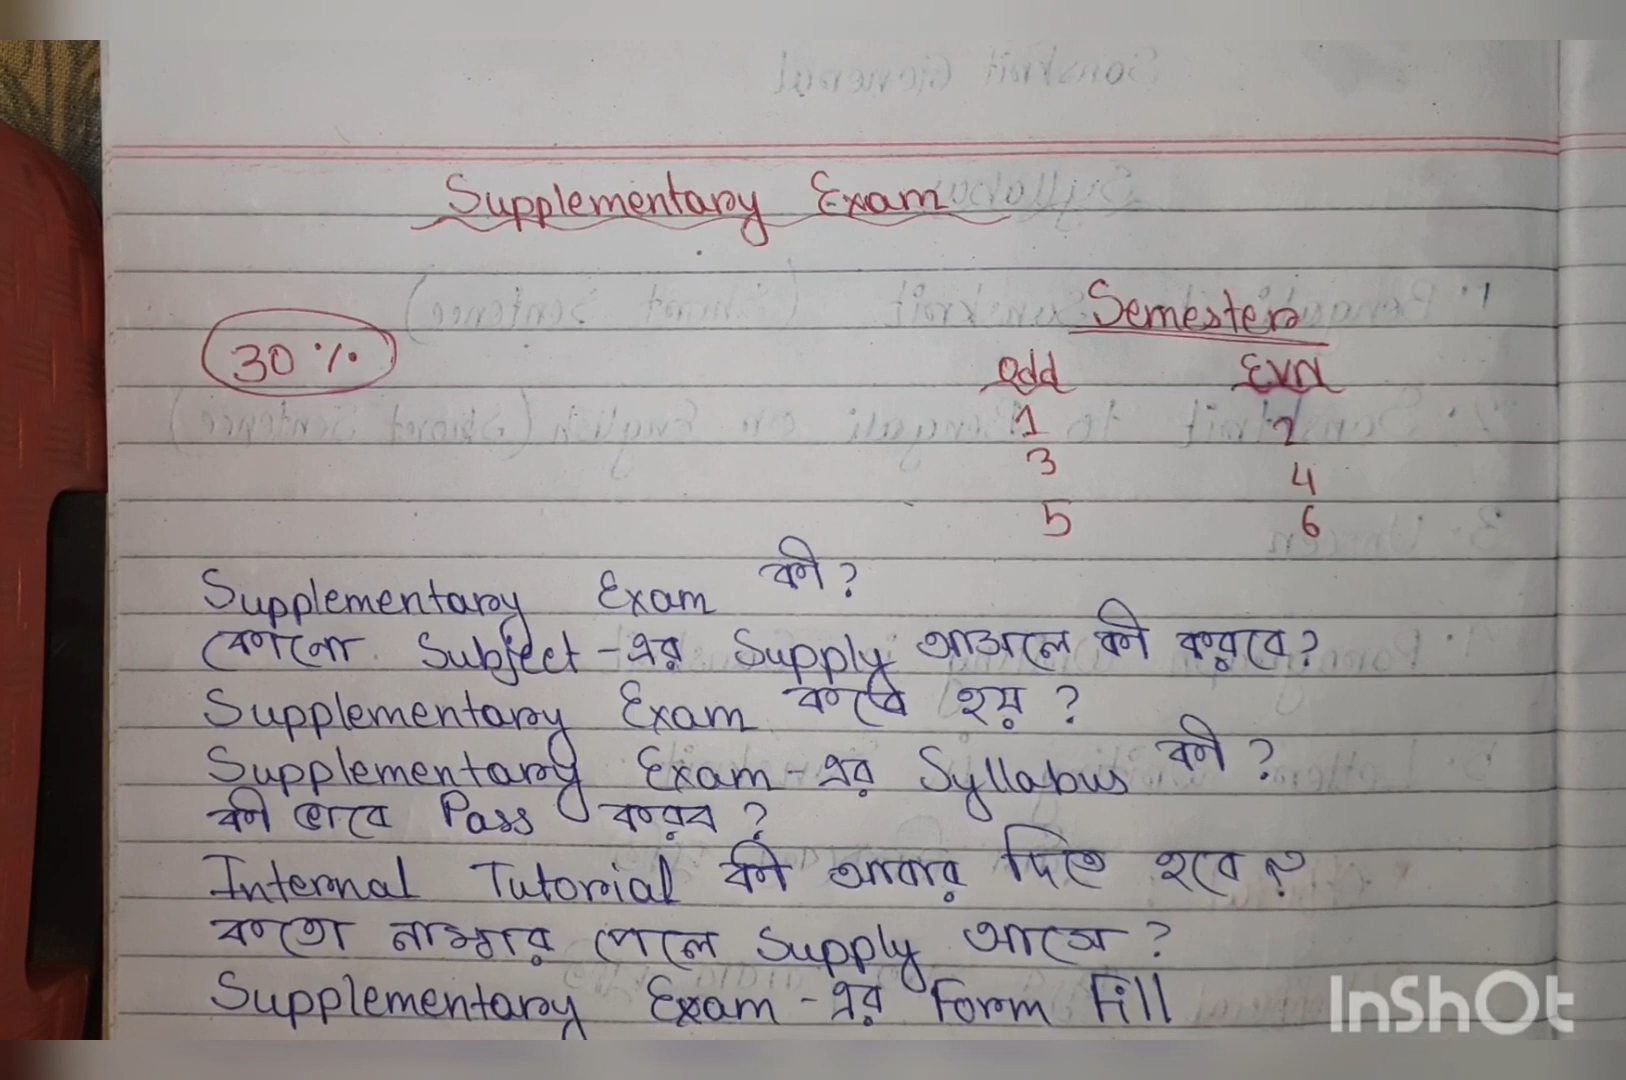 Supplementary Exam
Semester
30%
Odd Evn
1 2
3 4
5 6
Supplementary Exam কী?
কোনো Subject-এর Supply আসলে কী করবে?
Supplementary Exam কবে হয়?
Supplementary Exam-এর Syllabus কী?
কী ভাবে Pass করব?
Internal Tutorial কী আবার দিতে হবে?
কতো নাম্বার পেলে Supply আসে?
Supplementary Exam-এর Form Fill
InShOt